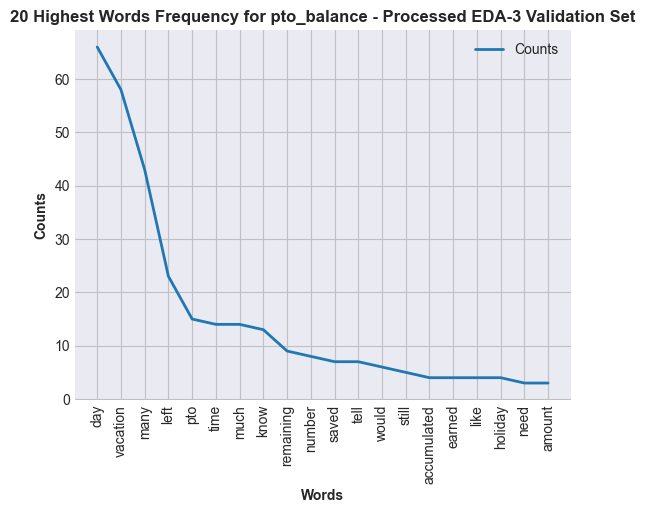 20 Highest Words Frequency for pto_balance - Processed EDA-3 Validation Set
Counts
60
50
40
30
20
10
0
Counts
day
vacation
many
left
pto
time
much
know
remaining
number
saved
tell
would
still
accumulated
earned
like
holiday
need
amount
Words